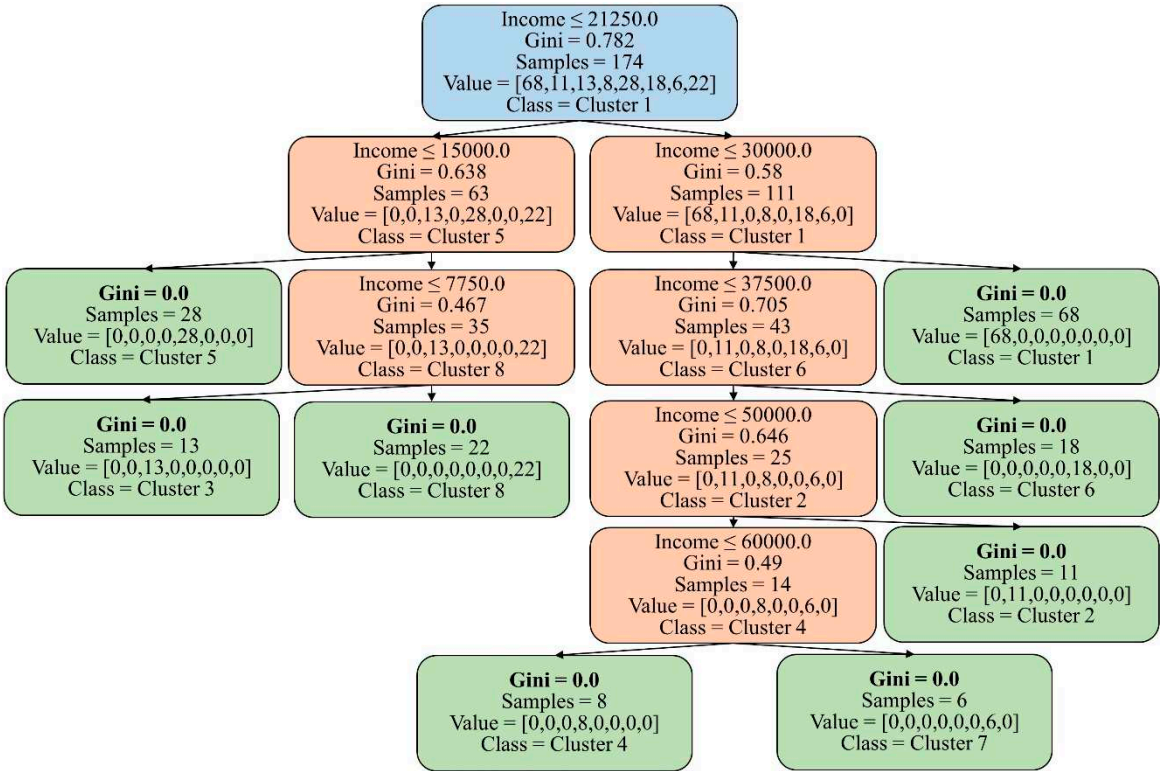 Income ≤ 21250.0
Gini = 0.782
Samples = 174
Value = [68,11,13,8,28,18,6,22]
Class = Cluster 1
Income ≤ 15000.0
Gini = 0.638
Samples = 63
Value = [0,0,13,0,28,0,0,22]
Class = Cluster 5
Income ≤ 30000.0
Gini = 0.58
Samples = 111
Value = [68,11,0,8,0,18,6,0]
Class = Cluster 1
Gini = 0.0
Samples = 28
Value = [0,0,0,0,28,0,0,0]
Class = Cluster 5
Income ≤ 7750.0
Gini = 0.467
Samples = 35
Value = [0,0,13,0,0,0,0,22]
Class = Cluster 8
Income ≤ 37500.0
Gini = 0.705
Samples = 43
Value = [0,11,0,8,0,18,6,0]
Class = Cluster 6
Gini = 0.0
Samples = 68
Value = [68,0,0,0,0,0,0,0]
Class = Cluster 1
Gini = 0.0
Samples = 13
Value = [0,0,13,0,0,0,0,0]
Class = Cluster 3
Gini = 0.0
Samples = 22
Value = [0,0,0,0,0,0,0,22]
Class = Cluster 8
Income ≤ 50000.0
Gini = 0.646
Samples = 25
Value = [0,11,0,8,0,0,6,0]
Class = Cluster 2
Gini = 0.0
Samples = 18
Value = [0,0,0,0,0,18,0,0]
Class = Cluster 6
Income ≤ 60000.0
Gini = 0.49
Samples = 14
Value = [0,0,0,8,0,0,6,0]
Class = Cluster 4
Gini = 0.0
Samples = 11
Value = [0,11,0,0,0,0,0,0]
Class = Cluster 2
Gini = 0.0
Samples = 8
Value = [0,0,0,8,0,0,0,0]
Class = Cluster 4
Gini = 0.0
Samples = 6
Value = [0,0,0,0,0,0,6,0]
Class = Cluster 7